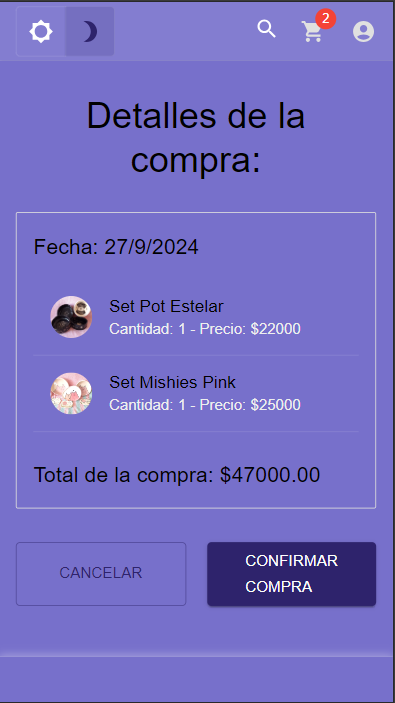 2
Detalles de la
compra:
Fecha: 27/9/2024
Set Pot Estelar
Cantidad: 1 - Precio: $22000
Set Mishies Pink
Cantidad: 1 - Precio: $25000
Total de la compra: $47000.00
CANCELAR
CONFIRMAR
COMPRA